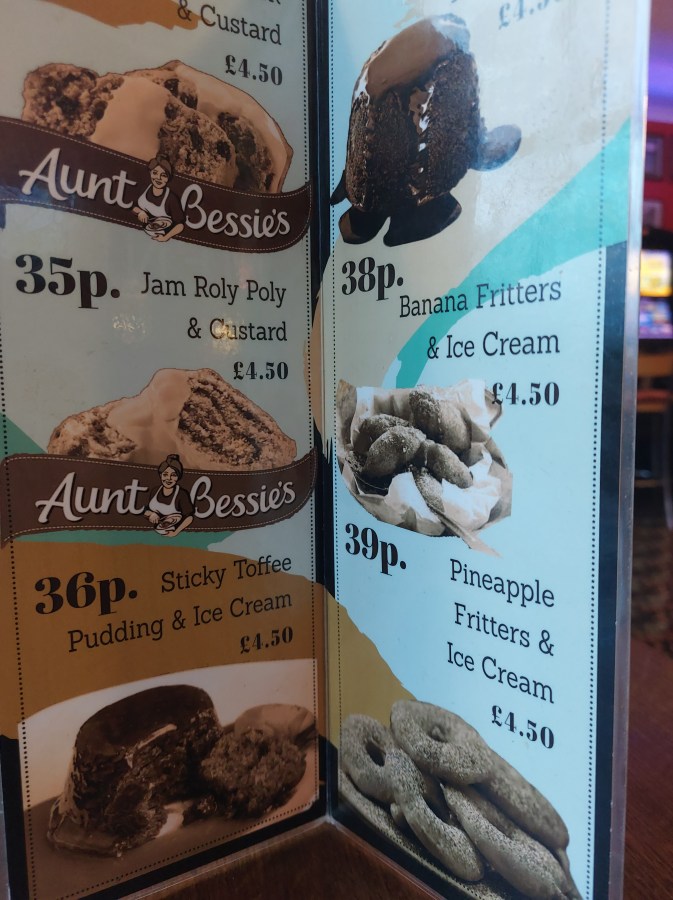 & Custard
£4.50
Aunt Bessie's
35p. Jam Roly Poly
& Custard
£4.50
Aunt Bessie's
36p. Sticky Toffee
Pudding & Ice Cream
£4.50
38p.
Banana Fritters
& Ice Cream
£4.50
39p.
Pineapple
Fritters &
Ice Cream
£4.50